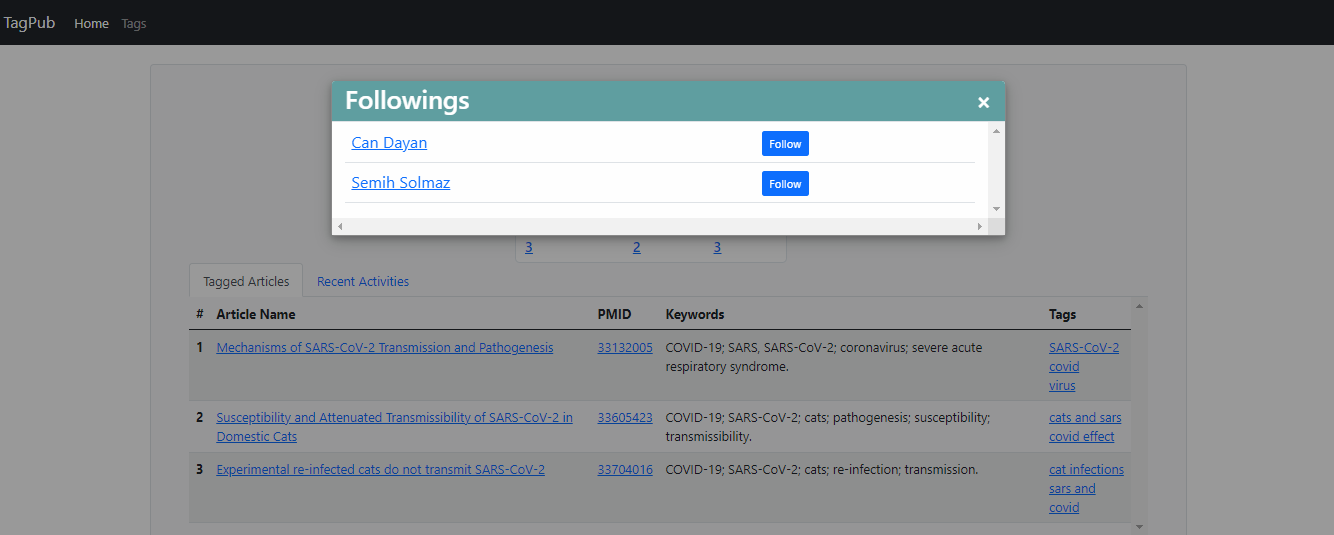 TagPub Home Tags
Followings ×
Can Dayan Follow
Semih Solmaz Follow
3 2 3
Tagged Articles Recent Activities
# Article Name PMID Keywords Tags
1 Mechanisms of SARS-CoV-2 Transmission and Pathogenesis 33132005 COVID-19; SARS, SARS-CoV-2; coronavirus; severe acute SARS-CoV-2
respiratory syndrome. covid
virus
2 Susceptibility and Attenuated Transmissibility of SARS-CoV-2 in 33605423 COVID-19; SARS-CoV-2; cats; pathogenesis; susceptibility; cats and sars
Domestic Cats transmissibility. covid effect
3 Experimental re-infected cats do not transmit SARS-CoV-2 33704016 COVID-19; SARS-CoV-2; cats; re-infection; transmission. cat infections
sars and
covid